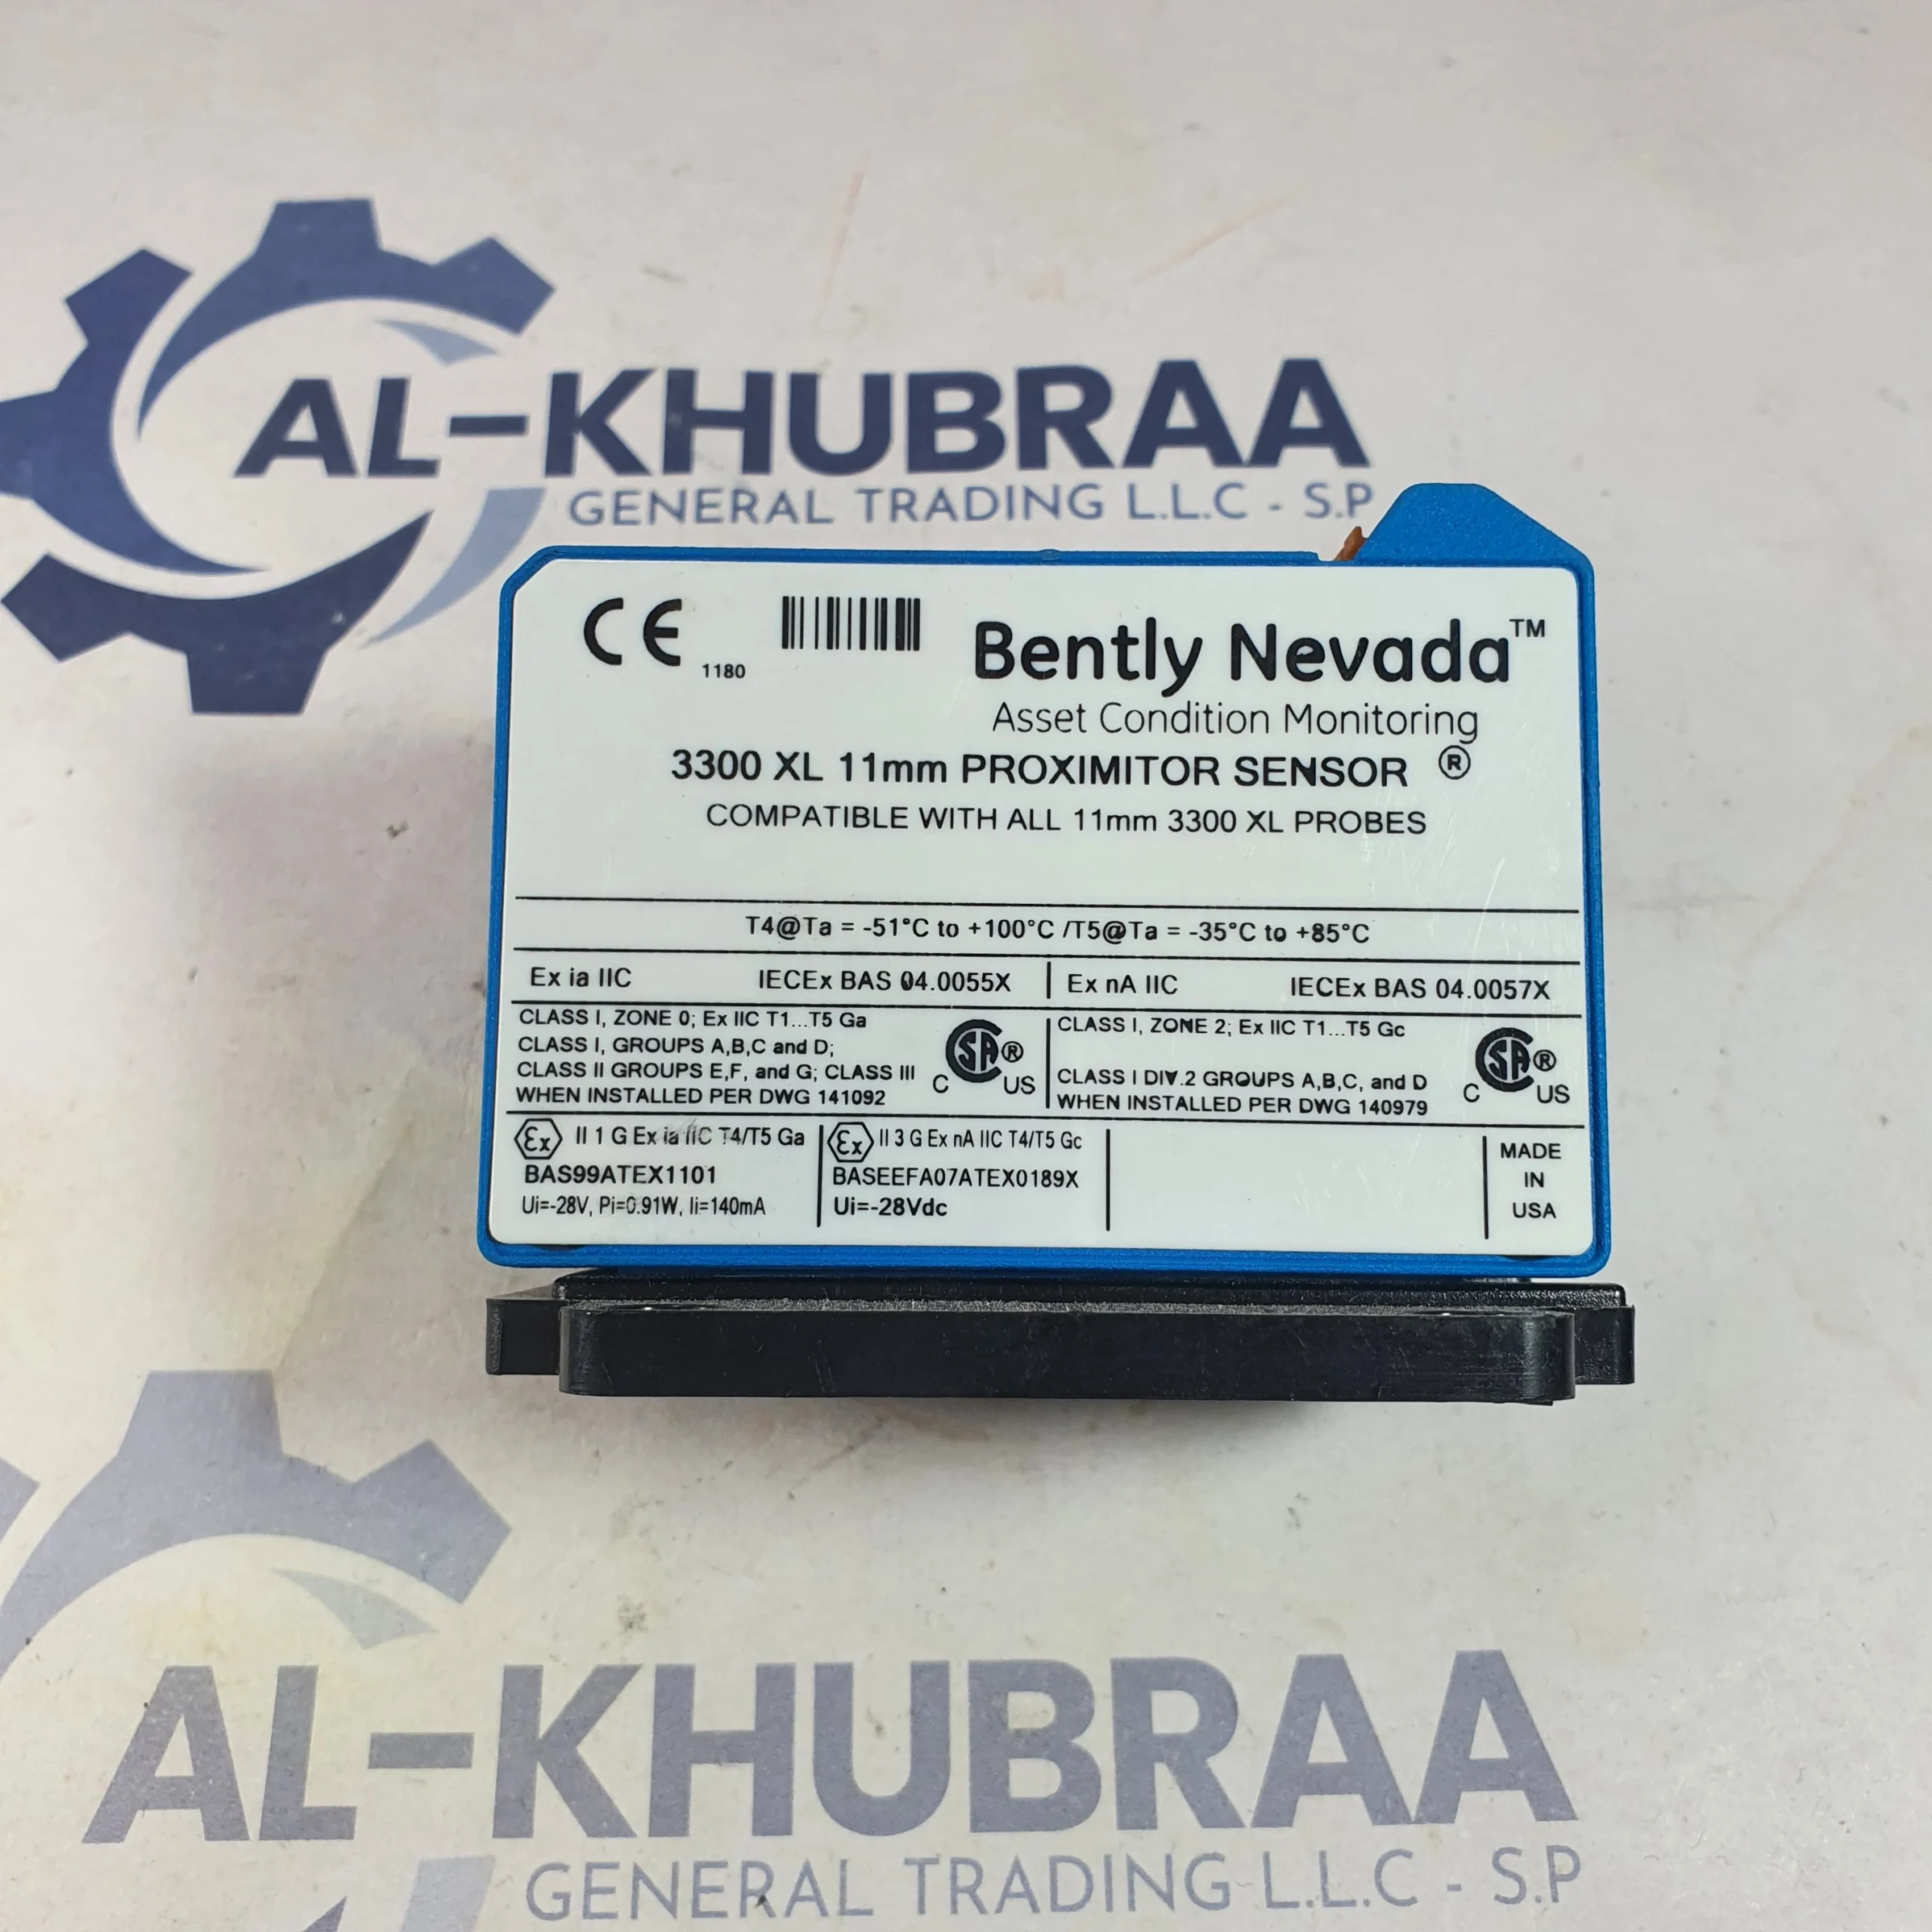 AL-KHUBRAA
GENERAL TRADING L.L.C - S.P
CE 1180
Bently Nevada™
Asset Condition Monitoring
3300 XL 11mm PROXIMITOR SENSOR ®
COMPATIBLE WITH ALL 11mm 3300 XL PROBES
T4@Ta = -51°C to +100°C /T5@Ta = -35°C to +85°C
Ex ia IIC IECEx BAS 04.0055X
Ex nA IIC IECEx BAS 04.0057X
CLASS I, ZONE 0; Ex IIC T1...T5 Ga
CLASS I, GROUPS A,B,C and D;
CLASS II GROUPS E,F, and G; CLASS III
WHEN INSTALLED PER DWG 141092
C SA® US
CLASS I, ZONE 2; Ex IIC T1...T5 Gc
CLASS I DIV.2 GROUPS A,B,C, and D
WHEN INSTALLED PER DWG 140979
C SA® US
Ex II 1 G Ex ia IIC T4/T5 Ga
BAS99ATEX1101
Ui=-28V, Pi=0.91W, Ii=140mA
Ex II 3 G Ex nA IIC T4/T5 Gc
BASEEFA07ATEX0189X
Ui=-28Vdc
MADE
IN
USA
AL-KHUBRAA
GENERAL TRADING L.L.C - S.P